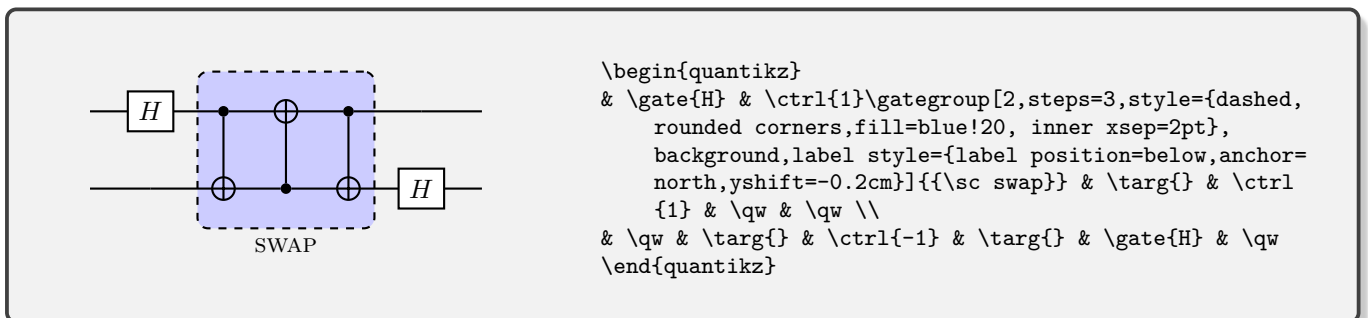 H
H
SWAP
\begin{quantikz}
& \gate{H} & \ctrl{1}\gategroup[2,steps=3,style={dashed,
rounded corners,fill=blue!20, inner xsep=2pt},
background,label style={label position=below,anchor=
north,yshift=-0.2cm}]{{\sc swap}} & \targ{} & \ctrl
{1} & \qw & \qw \\
& \qw & \targ{} & \ctrl{-1} & \targ{} & \gate{H} & \qw
\end{quantikz}